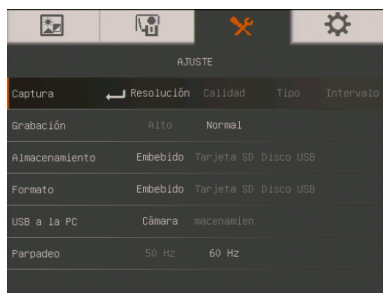 AJUSTE
Captura Resolución Calidad Tipo Intervalo
Grabación Alto Normal
Almacenamiento Embebido Tarjeta SD Disco USB
Formato Embebido Tarjeta SD Disco USB
USB a la PC Cámara macenamien
Parpadeo 50 Hz 60 Hz